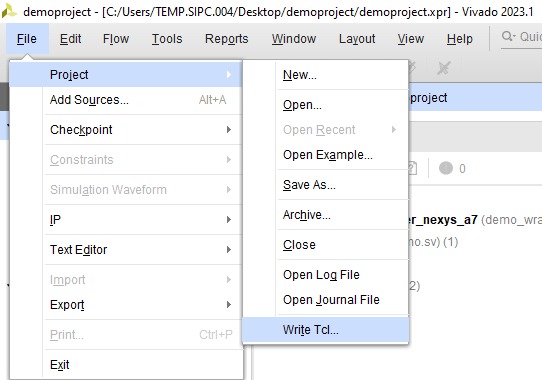 demoproject - [C:/Users/TEMP.SIPC.004/Desktop/demoproject/demoproject.xpr] - Vivado 2023.1
File Edit Flow Tools Reports Window Layout View Help
Project
Add Sources... Alt+A
Checkpoint
Constraints
Simulation Waveform
IP
Text Editor
Import
Export
Print... Ctrl+P
Exit
New...
Open...
Open Recent
Open Example...
Save As...
Archive...
Close
Open Log File
Open Journal File
Write Tcl...
oproject
0
er_nexys_a7 (demo_wra
no.sv) (1)
2)